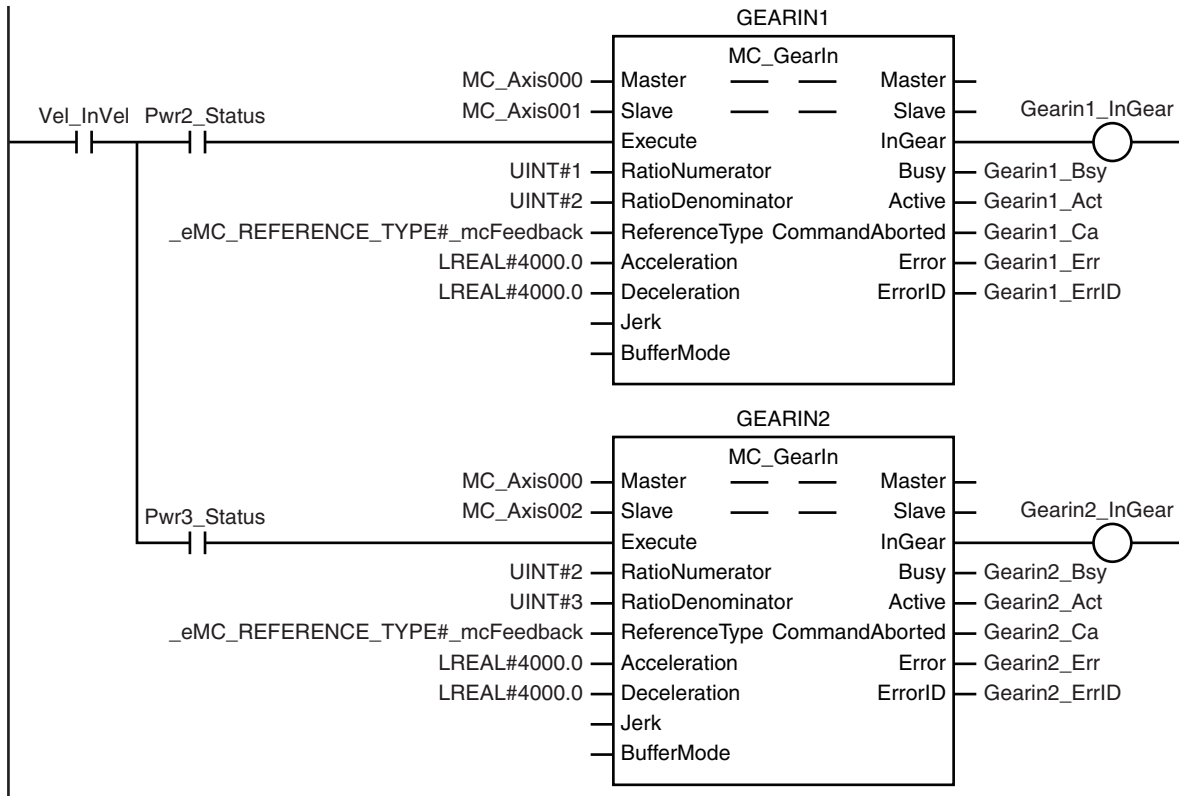 GEARIN1
MC_GearIn
MC_Axis000 Master Master
MC_Axis001 Slave Slave Gearin1_InGear
Vel_InVel Pwr2_Status
Execute InGear
UINT#1 RatioNumerator Busy Gearin1_Bsy
UINT#2 RatioDenominator Active Gearin1_Act
_eMC_REFERENCE_TYPE#_mcFeedback ReferenceType CommandAborted Gearin1_Ca
LREAL#4000.0 Acceleration Error Gearin1_Err
LREAL#4000.0 Deceleration ErrorID Gearin1_ErrID
Jerk
BufferMode
GEARIN2
MC_GearIn
MC_Axis000 Master Master
MC_Axis002 Slave Slave Gearin2_InGear
Pwr3_Status
Execute InGear
UINT#2 RatioNumerator Busy Gearin2_Bsy
UINT#3 RatioDenominator Active Gearin2_Act
_eMC_REFERENCE_TYPE#_mcFeedback ReferenceType CommandAborted Gearin2_Ca
LREAL#4000.0 Acceleration Error Gearin2_Err
LREAL#4000.0 Deceleration ErrorID Gearin2_ErrID
Jerk
BufferMode